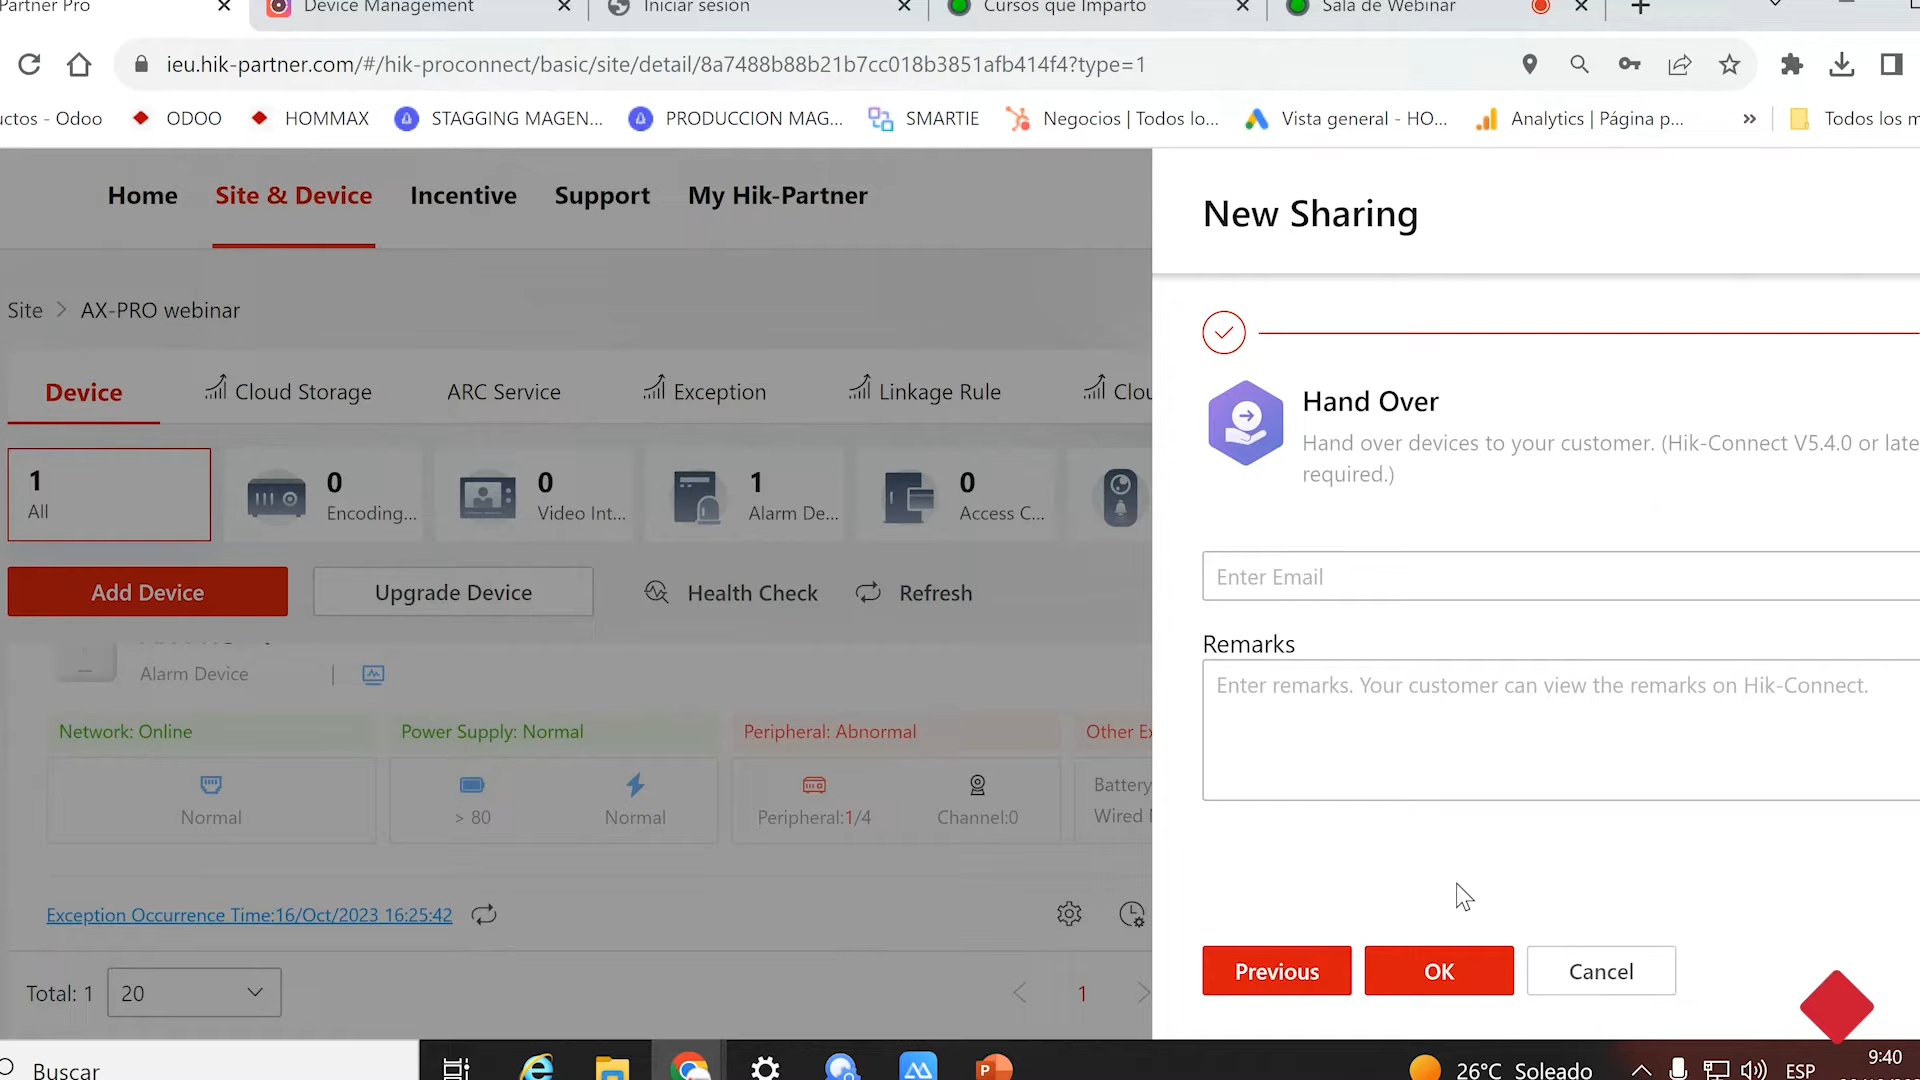 Partner Pro
Device Management
Iniciar sesión
Cursos que Imparto
Sala de Webinar
ieu.hik-partner.com/#/hik-proconnect/basic/site/detail/8a7488b88b21b7cc018b3851afb414f4?type=1
uctos - Odoo
ODOO
HOMMAX
STAGGING MAGEN...
PRODUCCION MAG...
SMARTIE
Negocios | Todos lo...
Vista general - HO...
Analytics | Página p...
»
Todos los m
Home
Site & Device
Incentive
Support
My Hik-Partner
Site > AX-PRO webinar
Device
Cloud Storage
ARC Service
Exception
Linkage Rule
Clou
1
All
0
Encoding...
0
Video Int...
1
Alarm De...
0
Access C...
Add Device
Upgrade Device
Health Check
Refresh
Alarm Device
Network: Online
Power Supply: Normal
Peripheral: Abnormal
Other Ex
Normal
> 80
Normal
Peripheral:1/4
Channel:0
Battery
Wired
Exception Occurrence Time:16/Oct/2023 16:25:42
Total: 1
20
1
New Sharing
Hand Over
Hand over devices to your customer. (Hik-Connect V5.4.0 or late
required.)
Enter Email
Remarks
Enter remarks. Your customer can view the remarks on Hik-Connect.
Previous
OK
Cancel
Buscar
26°C Soleado
ESP
9:40